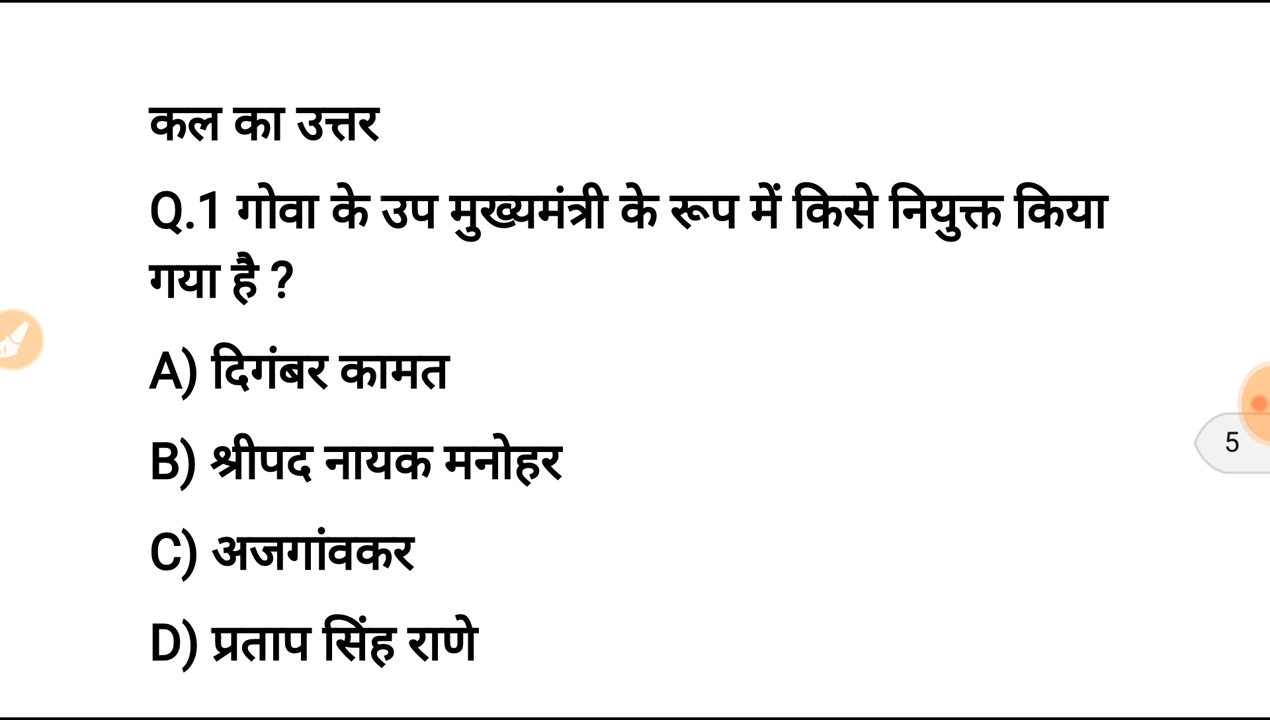 कल का उत्तर
Q.1 गोवा के उप मुख्यमंत्री के रूप में किसे नियुक्त किया
गया है ?
A) दिगंबर कामत
B) श्रीपद नायक मनोहर
C) अजगांवकर
D) प्रताप सिंह राणे
5